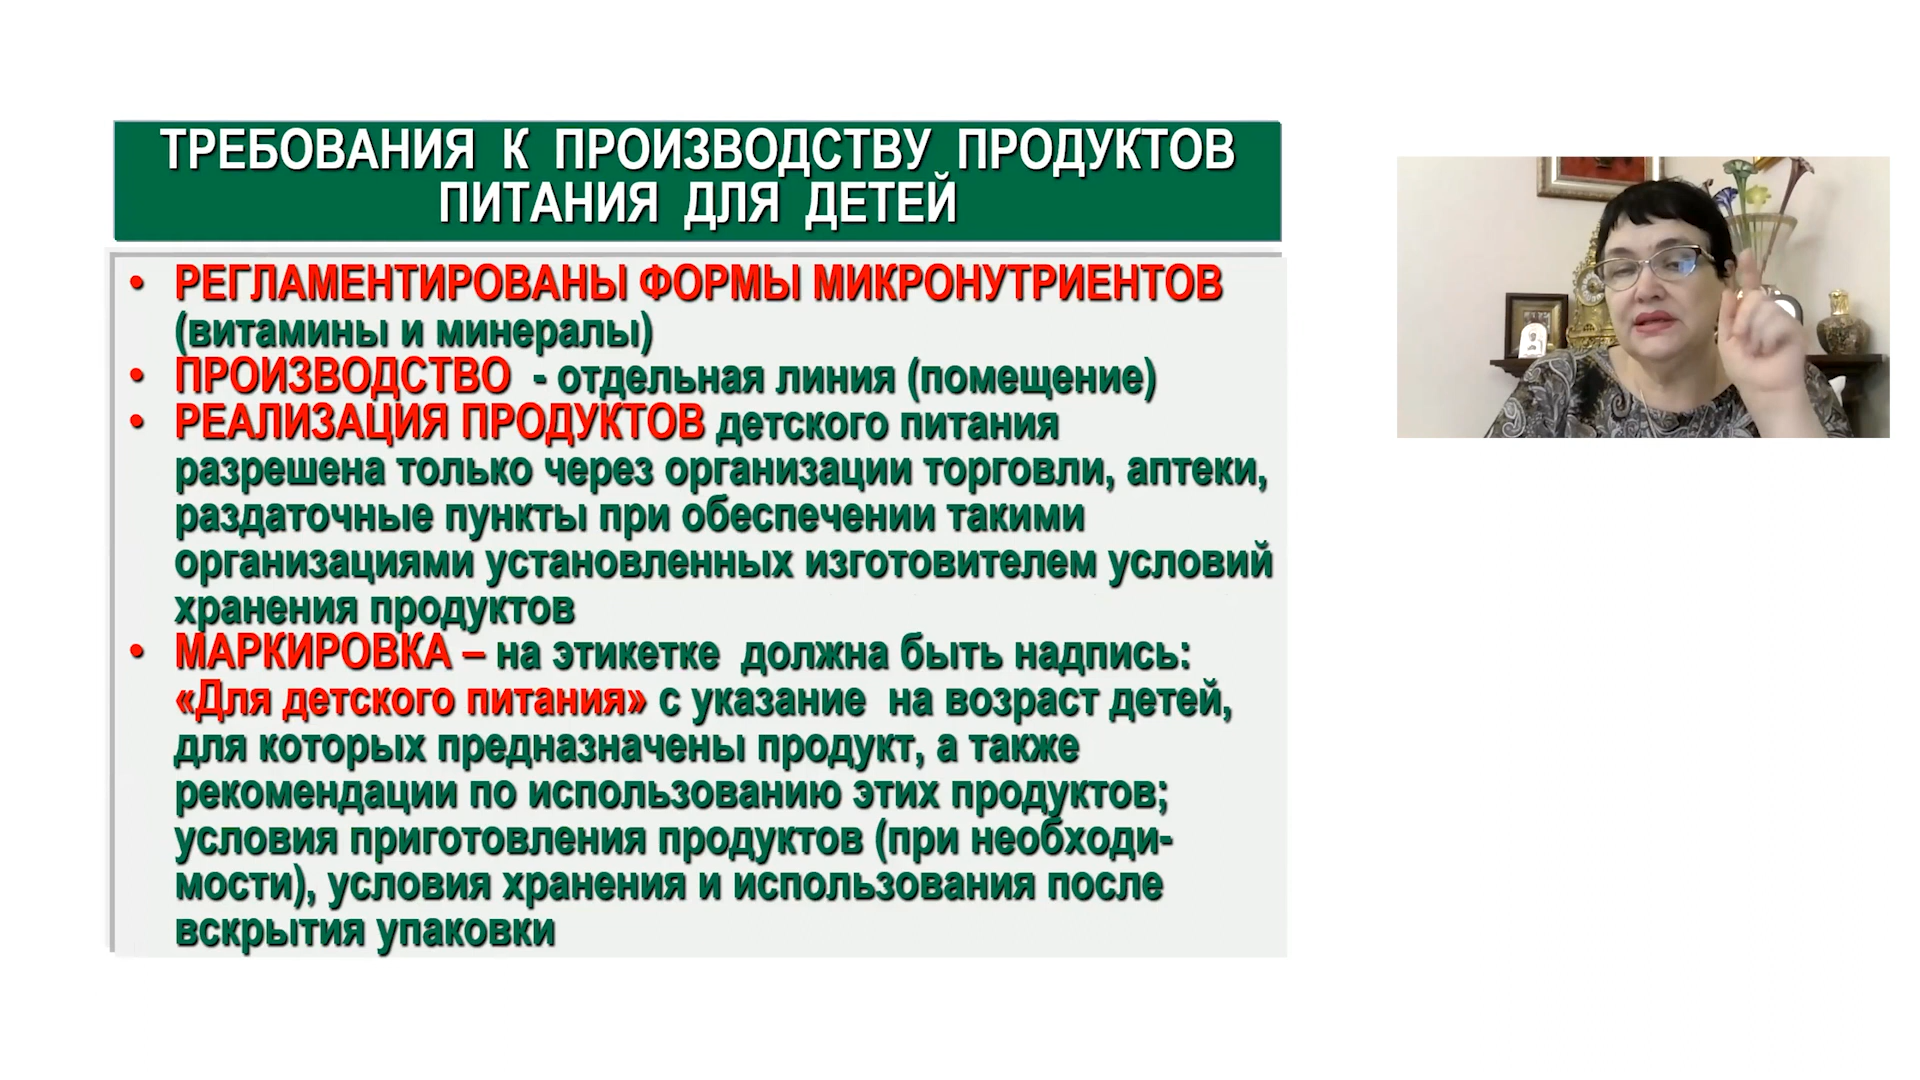 ТРЕБОВАНИЯ К ПРОИЗВОДСТВУ ПРОДУКТОВ
ПИТАНИЯ ДЛЯ ДЕТЕЙ
• РЕГЛАМЕНТИРОВАНЫ ФОРМЫ МИКРОНУТРИЕНТОВ
(витамины и минералы)
• ПРОИЗВОДСТВО - отдельная линия (помещение)
• РЕАЛИЗАЦИЯ ПРОДУКТОВ детского питания
разрешена только через организации торговли, аптеки,
раздаточные пункты при обеспечении такими
организациями установленных изготовителем условий
хранения продуктов
• МАРКИРОВКА – на этикетке должна быть надпись:
«Для детского питания» с указание на возраст детей,
для которых предназначены продукт, а также
рекомендации по использованию этих продуктов;
условия приготовления продуктов (при необходи-
мости), условия хранения и использования после
вскрытия упаковки